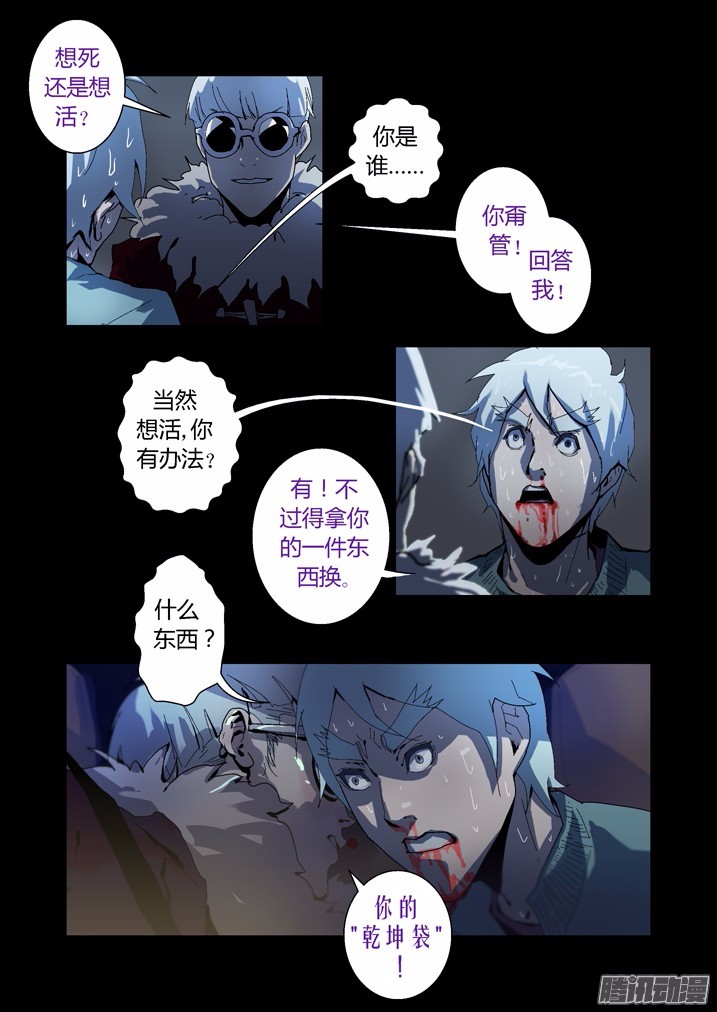 想死
还是想
活？
你是
谁……
你甭
管！
回答
我！
当然
想活，你
有办法？
有！不
过得拿你
的一件东
西换。
什么
东西？
你的
"乾坤袋"
！
腾讯动漫